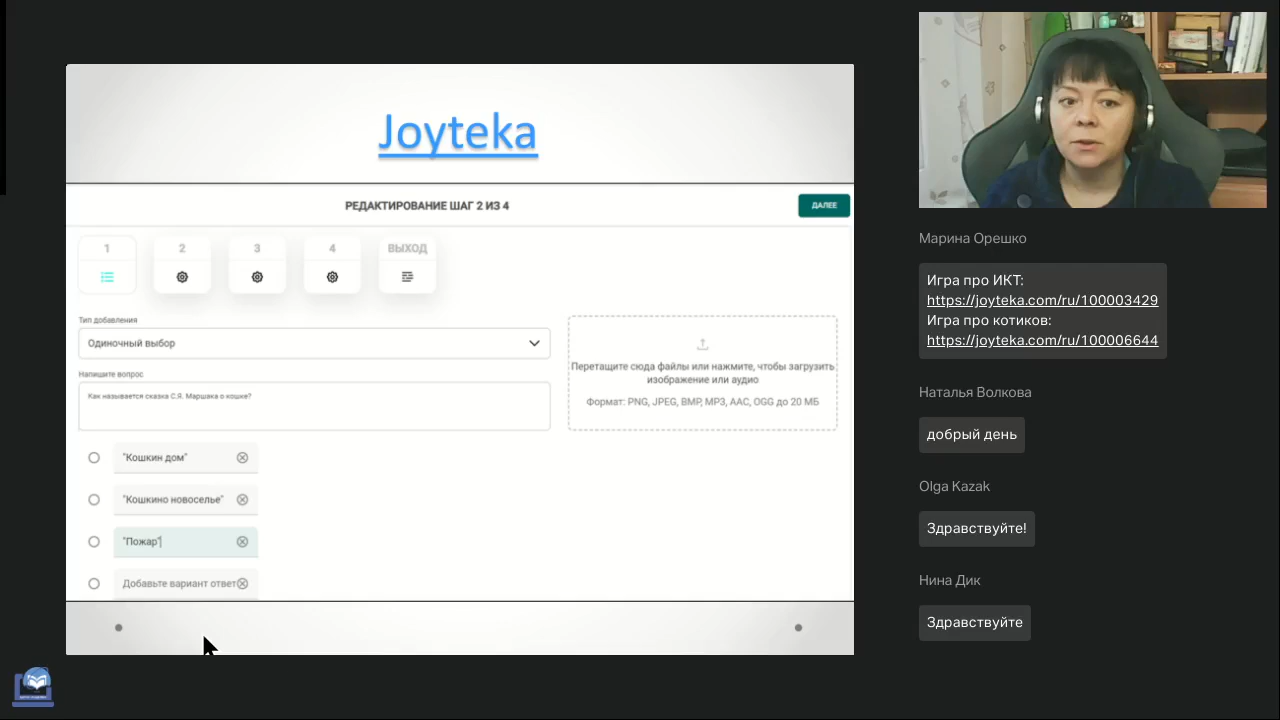 Joyteka
РЕДАКТИРОВАНИЕ ШАГ 2 ИЗ 4
ДАЛЕЕ
1
2
3
4
ВЫХОД
Тип добавления
Одиночный выбор
Напишите вопрос
Как называется сказка С.Я. Маршака о кошке?
"Кошкин дом"
"Кошкино новоселье"
"Пожар"
Добавьте вариант ответ
Перетащите сюда файлы или нажмите, чтобы загрузить
изображение или аудио
Формат: PNG, JPEG, BMP, MP3, AAC, OGG до 20 МБ
Марина Орешко
Игра про ИКТ:
https://joyteka.com/ru/100003429
Игра про котиков:
https://joyteka.com/ru/100006644
Наталья Волкова
добрый день
Olga Kazak
Здравствуйте!
Нина Дик
Здравствуйте